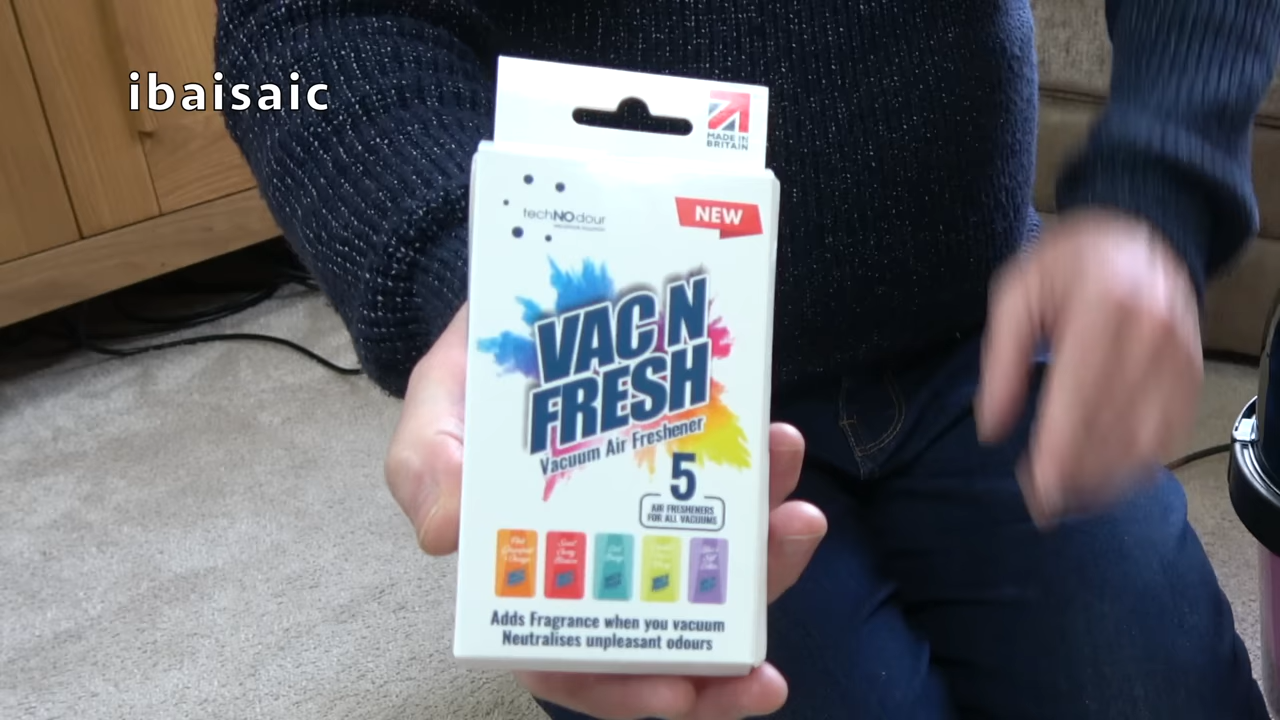 ibaisaic
MADE IN
BRITAIN
techNOdour
NEW
VAC N
FRESH
Vacuum Air Freshener
5
AIR FRESHENERS
FOR ALL VACUUMS
Adds Fragrance when you vacuum
Neutralises unpleasant odours